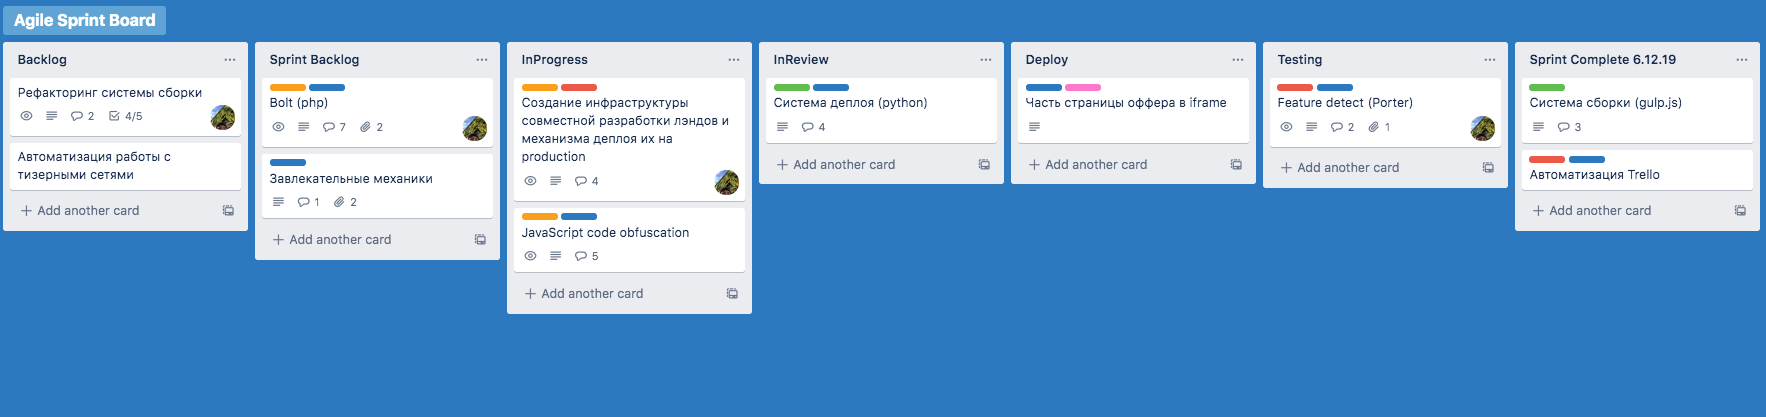 Agile Sprint Board
Backlog
Рефакторинг системы сборки
2 4/5
Автоматизация работы с
тизерными сетями
+ Add another card
Sprint Backlog
Bolt (php)
7 2
Завлекательные механики
1 2
+ Add another card
InProgress
Создание инфраструктуры
совместной разработки лэндов и
механизма деплоя их на
production
4
JavaScript code obfuscation
5
+ Add another card
InReview
Система деплоя (python)
4
+ Add another card
Deploy
Часть страницы оффера в iframe
+ Add another card
Testing
Feature detect (Porter)
2 1
+ Add another card
Sprint Complete 6.12.19
Система сборки (gulp.js)
3
Автоматизация Trello
+ Add another card